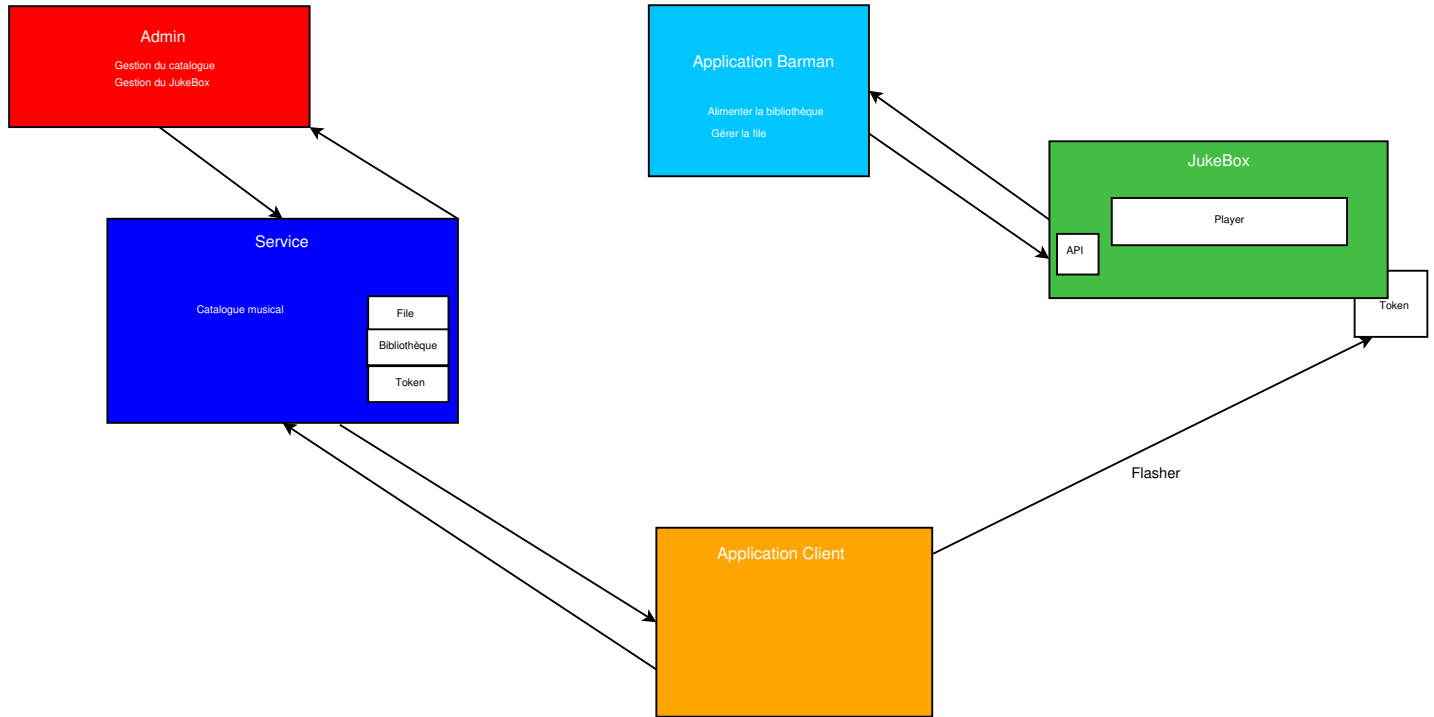 Admin
Gestion du catalogue
Gestion du JukeBox
Application Barman
Alimenter la bibliothèque
Gérer la file
JukeBox
Player
API
Token
Service
Catalogue musical
File
Bibliothèque
Token
Flasher
Application Client